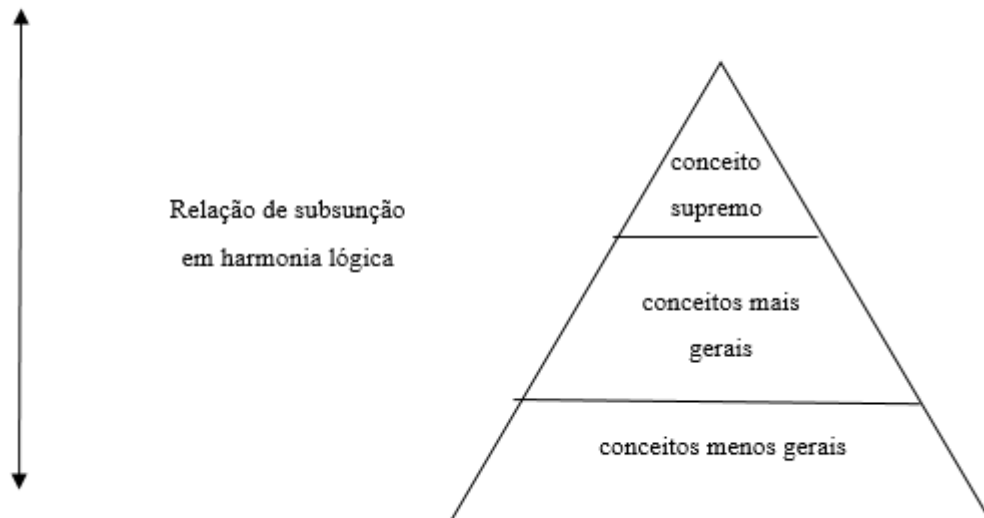 conceito
supremo
Relação de subsunção
em harmonia lógica
conceitos mais
gerais
conceitos menos gerais